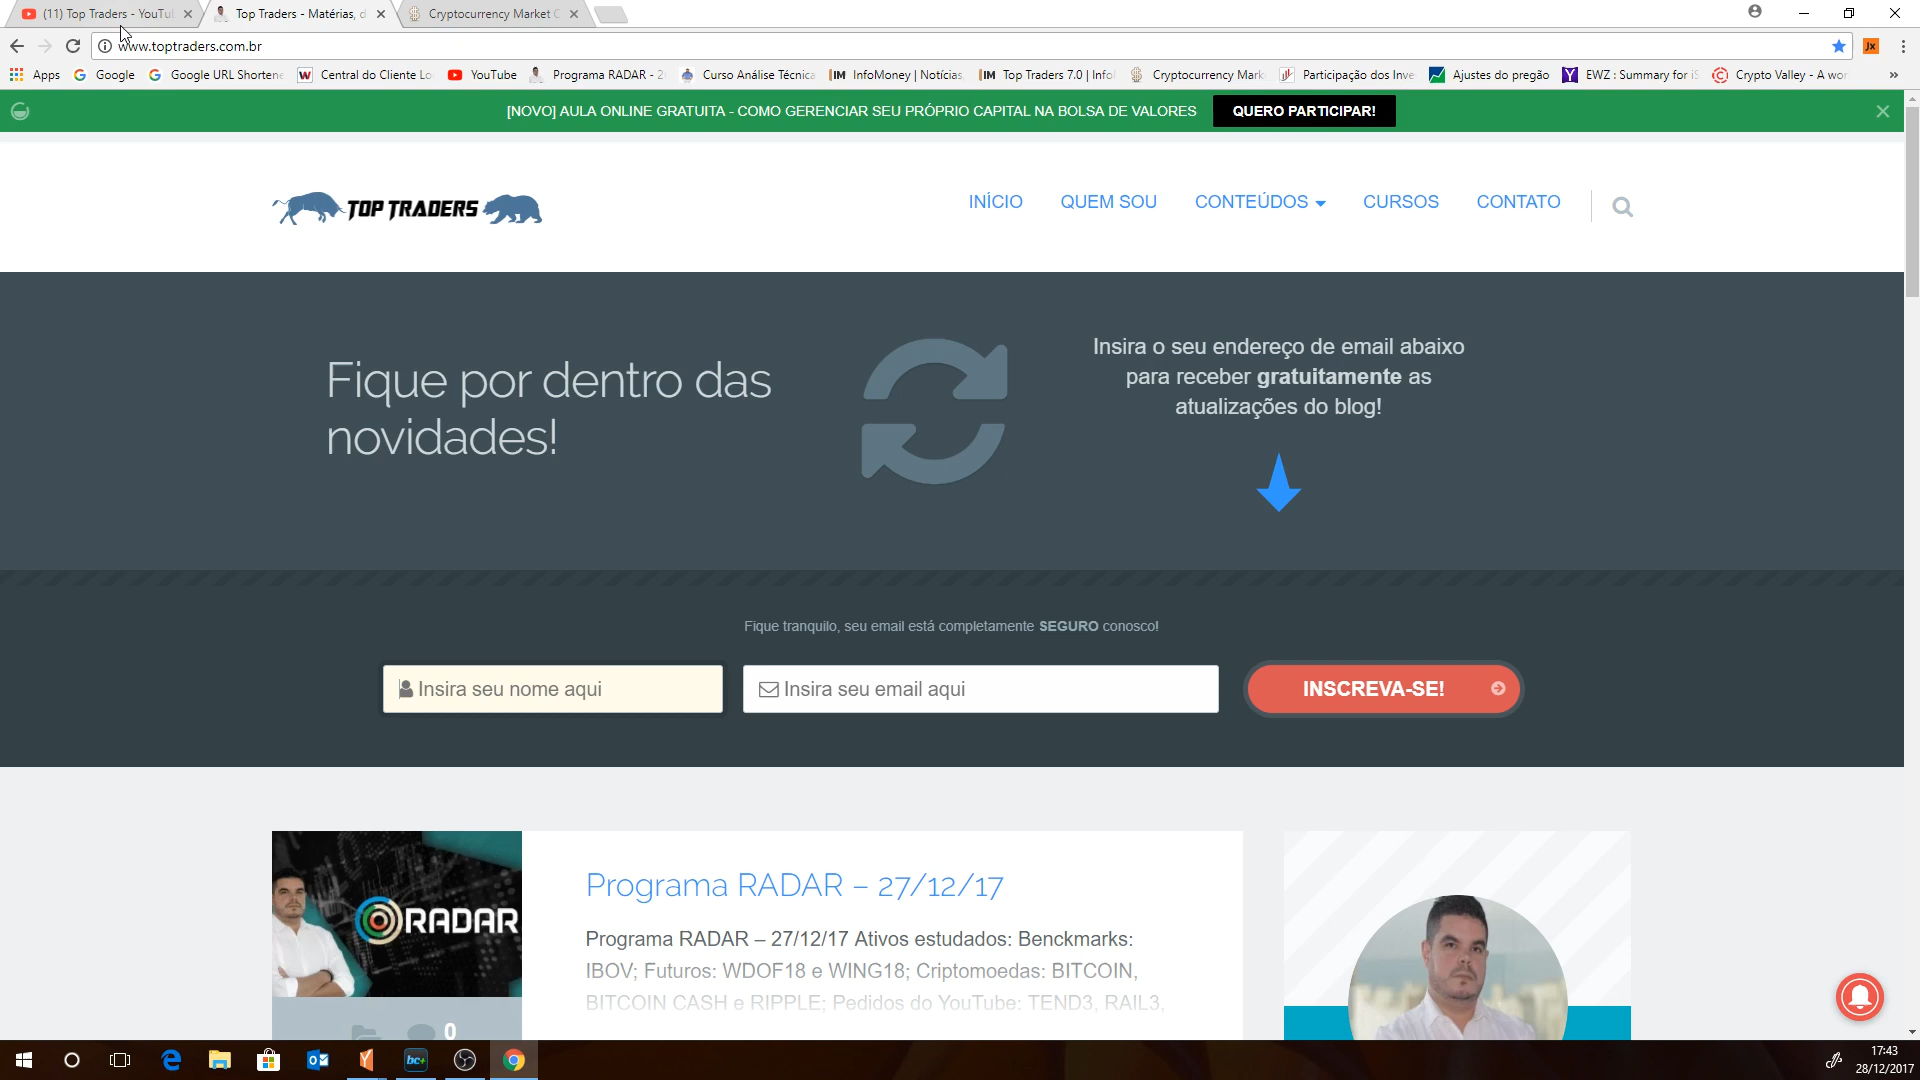 (11) Top Traders - YouTu
Top Traders - Matérias, d
Cryptocurrency Market C
www.toptraders.com.br
Apps
Google
Google URL Shortene
Central do Cliente Lo
YouTube
Programa RADAR - 2
Curso Análise Técnica
InfoMoney | Notícias
Top Traders 7.0 | Info
Cryptocurrency Mark
Participação dos Inve
Ajustes do pregão
EWZ : Summary for iS
Crypto Valley - A wor
[NOVO] AULA ONLINE GRATUITA - COMO GERENCIAR SEU PRÓPRIO CAPITAL NA BOLSA DE VALORES
QUERO PARTICIPAR!
TOP TRADERS
INÍCIO
QUEM SOU
CONTEÚDOS
CURSOS
CONTATO
Fique por dentro das
novidades!
Insira o seu endereço de email abaixo
para receber gratuitamente as
atualizações do blog!
Fique tranquilo, seu email está completamente SEGURO conosco!
Insira seu nome aqui
Insira seu email aqui
INSCREVA-SE!
RADAR
0
Programa RADAR – 27/12/17
Programa RADAR – 27/12/17 Ativos estudados: Benckmarks:
IBOV; Futuros: WDOF18 e WING18; Criptomoedas: BITCOIN,
BITCOIN CASH e RIPPLE; Pedidos do YouTube: TEND3, RAIL3,
bc+
17:43
28/12/2017